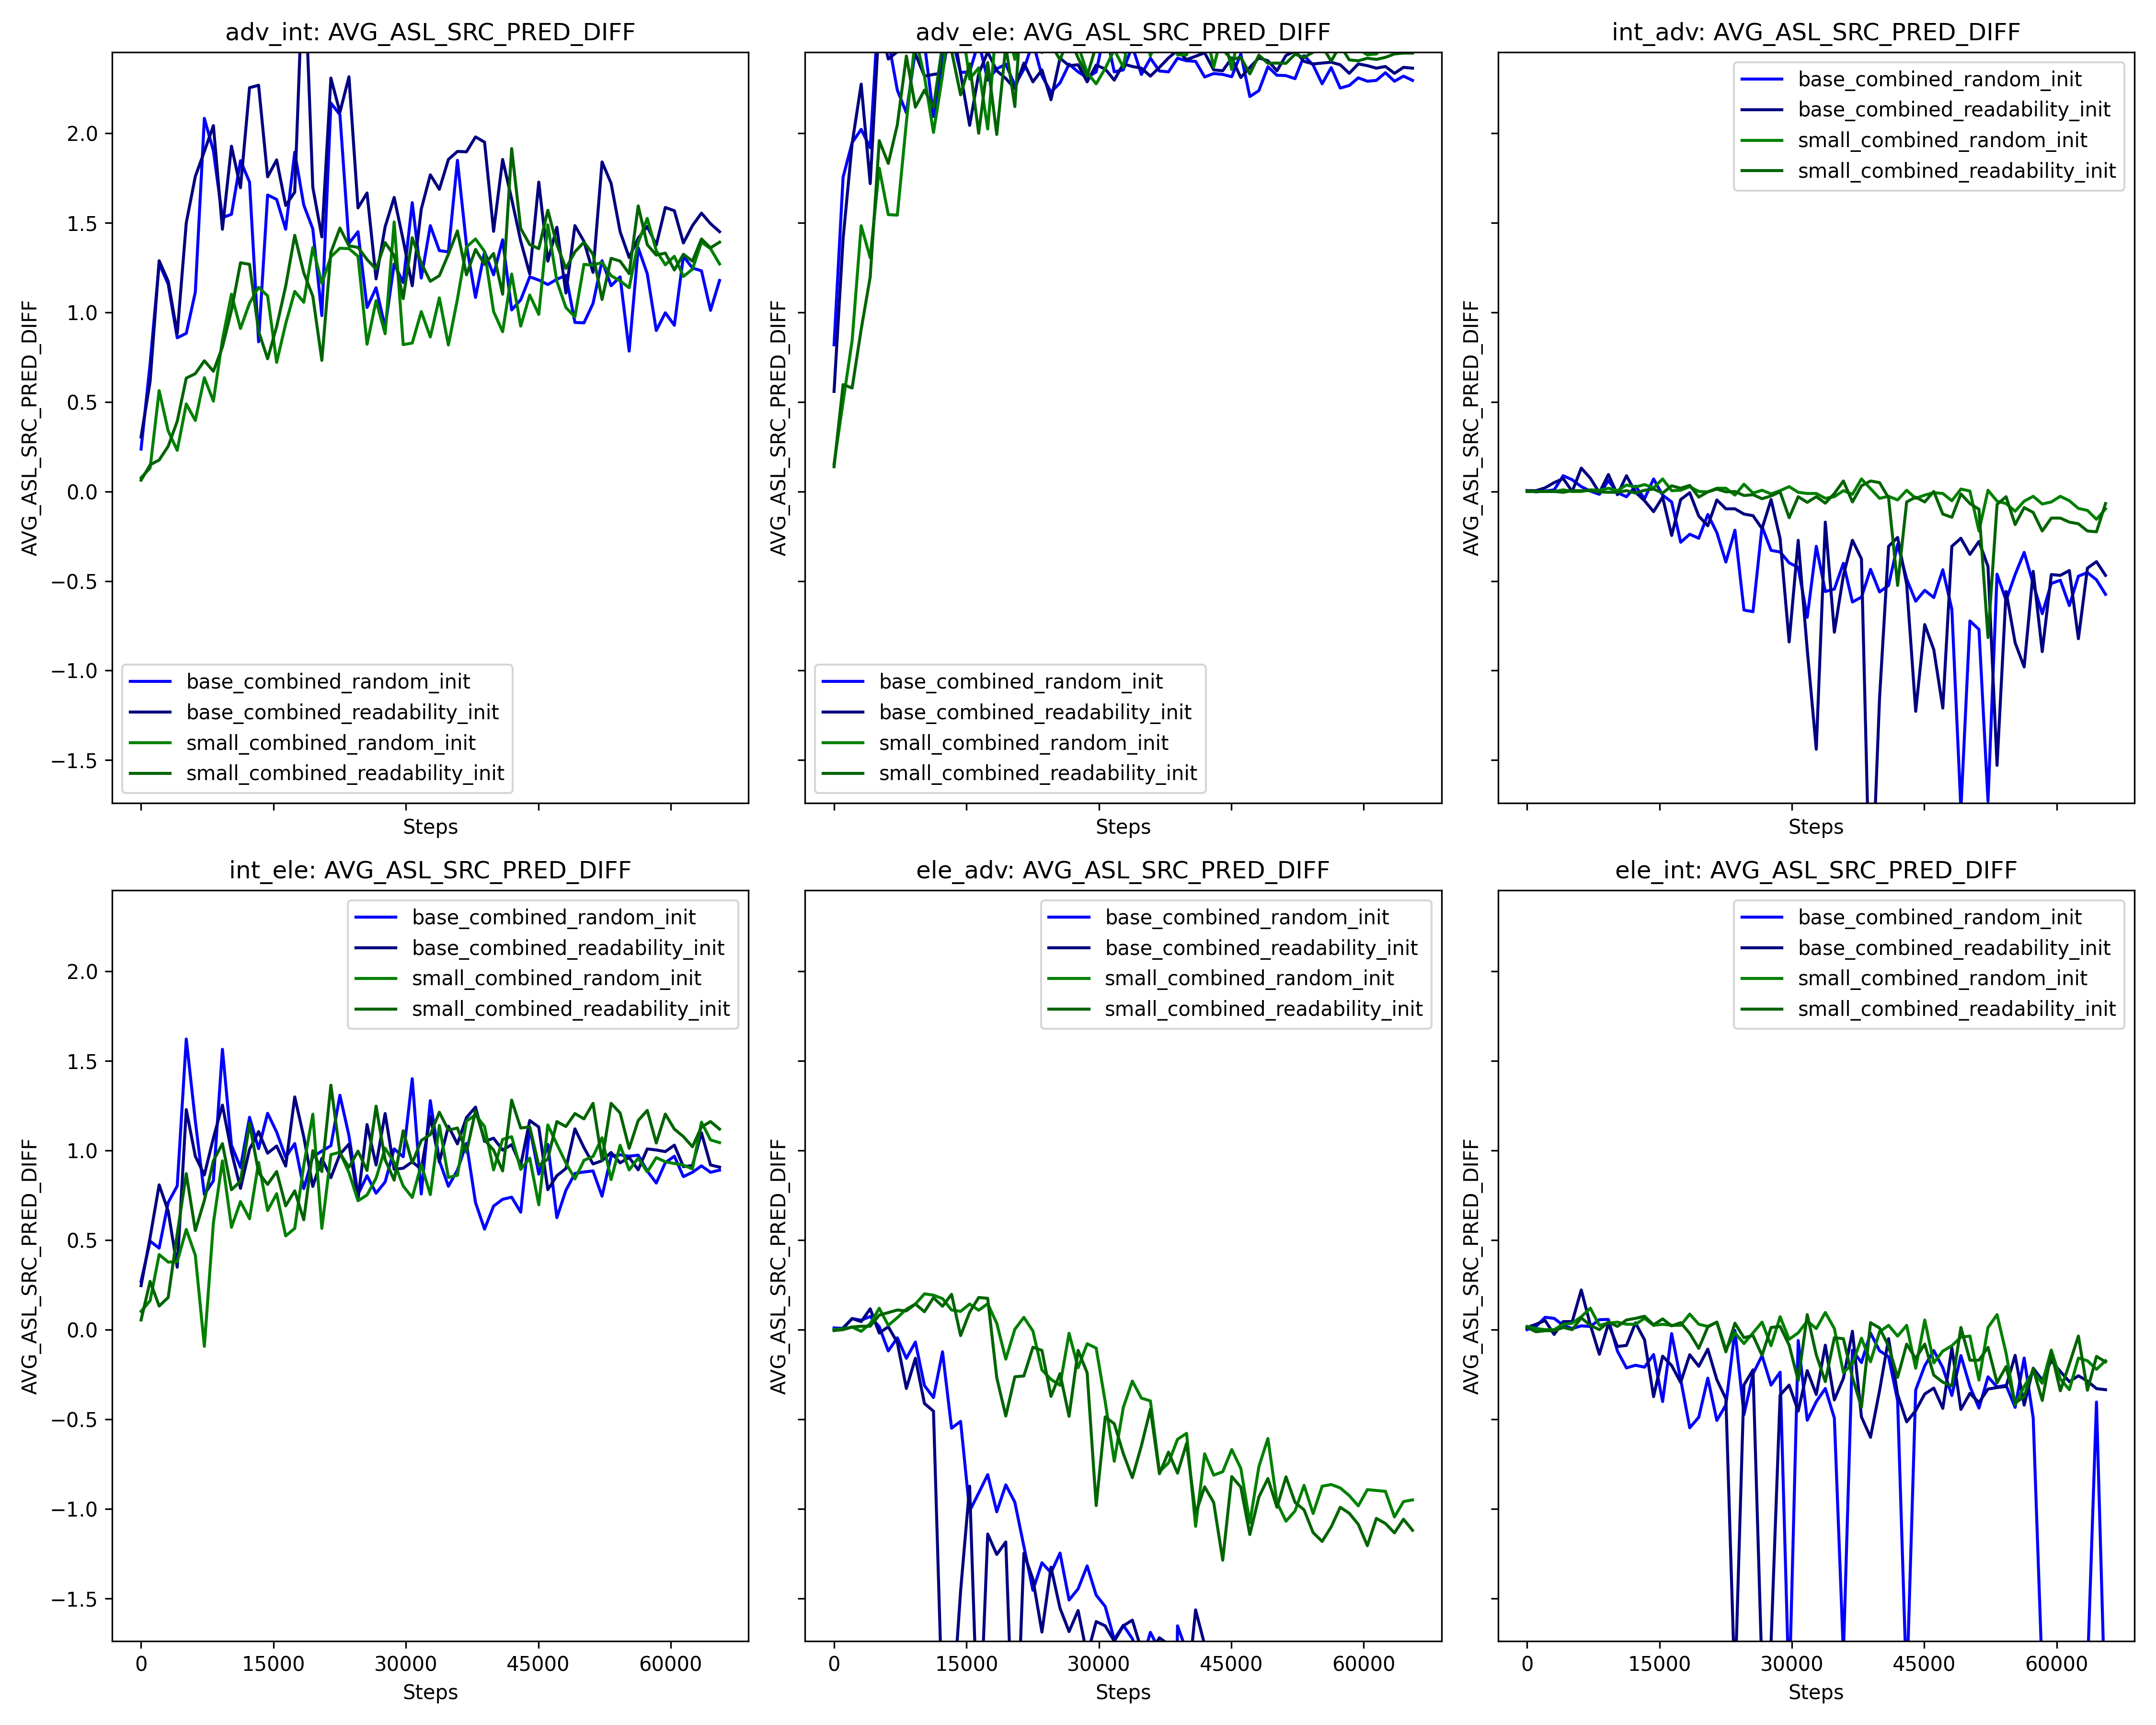 adv_int: AVG_ASL_SRC_PRED_DIFF
AVG_ASL_SRC_PRED_DIFF
2.0
1.5
1.0
0.5
0.0
−0.5
−1.0
−1.5
base_combined_random_init
base_combined_readability_init
small_combined_random_init
small_combined_readability_init
Steps
adv_ele: AVG_ASL_SRC_PRED_DIFF
AVG_ASL_SRC_PRED_DIFF
base_combined_random_init
base_combined_readability_init
small_combined_random_init
small_combined_readability_init
Steps
int_adv: AVG_ASL_SRC_PRED_DIFF
AVG_ASL_SRC_PRED_DIFF
base_combined_random_init
base_combined_readability_init
small_combined_random_init
small_combined_readability_init
Steps
int_ele: AVG_ASL_SRC_PRED_DIFF
AVG_ASL_SRC_PRED_DIFF
2.0
1.5
1.0
0.5
0.0
−0.5
−1.0
−1.5
base_combined_random_init
base_combined_readability_init
small_combined_random_init
small_combined_readability_init
0 15000 30000 45000 60000
Steps
ele_adv: AVG_ASL_SRC_PRED_DIFF
AVG_ASL_SRC_PRED_DIFF
base_combined_random_init
base_combined_readability_init
small_combined_random_init
small_combined_readability_init
0 15000 30000 45000 60000
Steps
ele_int: AVG_ASL_SRC_PRED_DIFF
AVG_ASL_SRC_PRED_DIFF
base_combined_random_init
base_combined_readability_init
small_combined_random_init
small_combined_readability_init
0 15000 30000 45000 60000
Steps